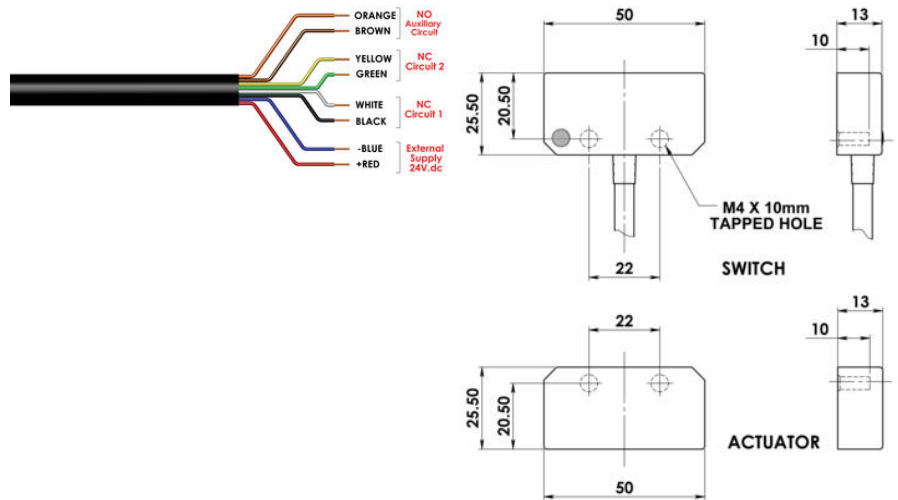 ORANGE
BROWN
NO
Auxiliary
Circuit
YELLOW
GREEN
NC
Circuit 2
WHITE
BLACK
NC
Circuit 1
-BLUE
+RED
External
Supply
24V.dc
50
13
10
25.50
20.50
M4 X 10mm
TAPPED HOLE
22
SWITCH
22
13
10
25.50
20.50
ACTUATOR
50